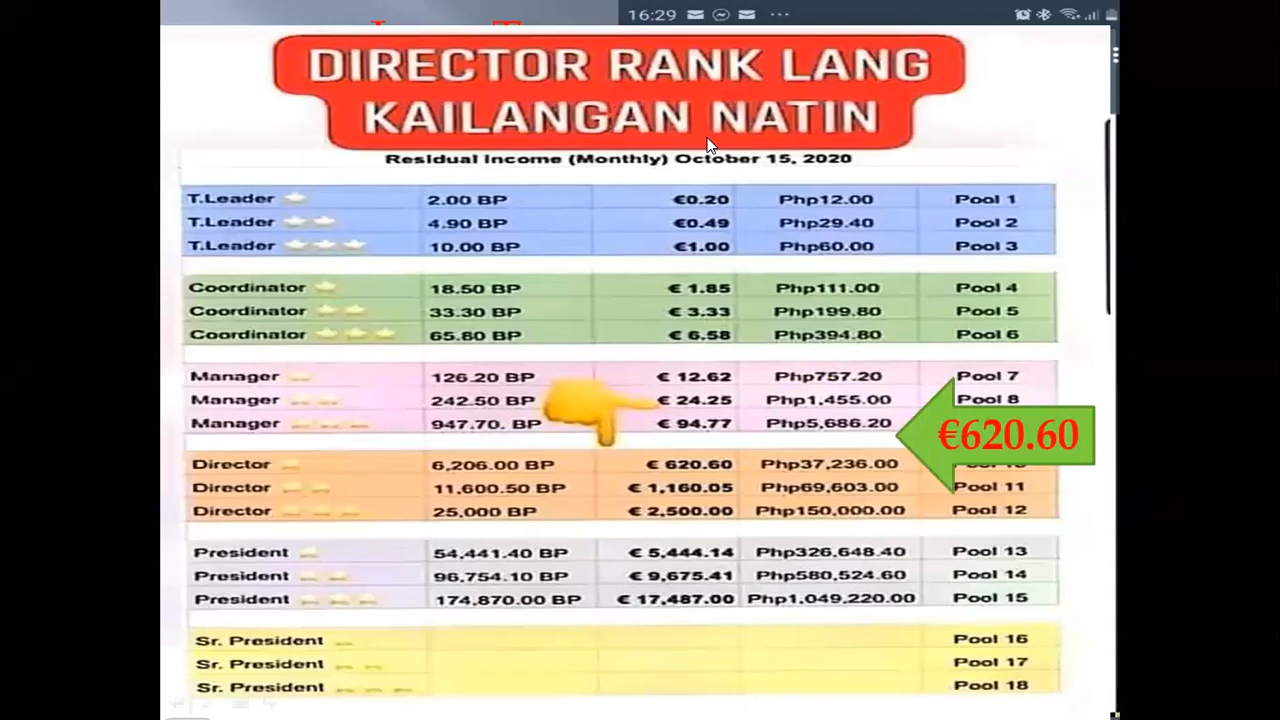 16:29
DIRECTOR RANK LANG
KAILANGAN NATIN
Residual Income (Monthly) October 15, 2020
T.Leader 2.00 BP €0.20 Php12.00 Pool 1
T.Leader 4.90 BP €0.49 Php29.40 Pool 2
T.Leader 10.00 BP €1.00 Php60.00 Pool 3
Coordinator 18.50 BP € 1.85 Php111.00 Pool 4
Coordinator 33.30 BP € 3.33 Php199.80 Pool 5
Coordinator 65.80 BP € 6.58 Php394.80 Pool 6
Manager 126.20 BP € 12.62 Php757.20 Pool 7
Manager 242.50 BP € 24.25 Php1,455.00 Pool 8
Manager 947.70. BP € 94.77 Php5,686.20
€620.60
Director 6,206.00 BP € 620.60 Php37,236.00
Director 11,600.50 BP € 1,160.05 Php69,603.00 Pool 11
Director 25,000 BP € 2,500.00 Php150,000.00 Pool 12
President 54,441.40 BP € 5,444.14 Php326,648.40 Pool 13
President 96,754.10 BP € 9,675.41 Php580,524.60 Pool 14
President 174,870.00 BP € 17,487.00 Php1,049,220.00 Pool 15
Sr. President Pool 16
Sr. President Pool 17
Sr. President Pool 18